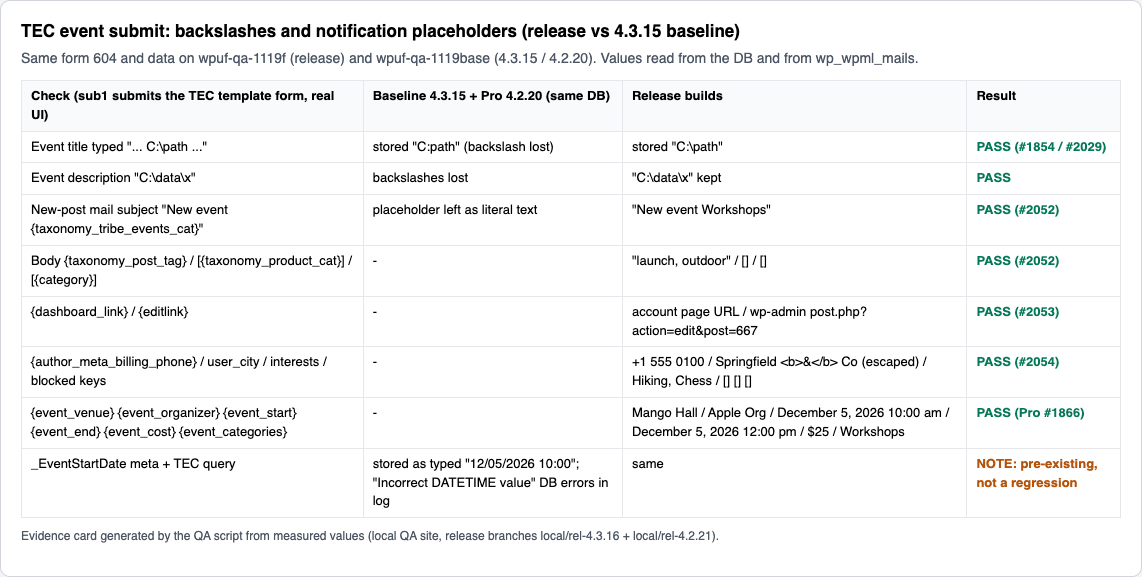 TEC event submit: backslashes and notification placeholders (release vs 4.3.15 baseline)
Same form 604 and data on wpuf-qa-1119f (release) and wpuf-qa-1119base (4.3.15 / 4.2.20). Values read from the DB and from wp_wpml_mails.
Check (sub1 submits the TEC template form, real
UI)
Baseline 4.3.15 + Pro 4.2.20 (same DB)
Release builds
Result
Event title typed "... C:\path ..."
stored "C:path" (backslash lost)
stored "C:\path"
PASS (#1854 / #2029)
Event description "C:\data\x"
backslashes lost
"C:\data\x" kept
PASS
New-post mail subject "New event
{taxonomy_tribe_events_cat}"
placeholder left as literal text
"New event Workshops"
PASS (#2052)
Body {taxonomy_post_tag} / [{taxonomy_product_cat}] /
[{category}]
-
"launch, outdoor" / [] / []
PASS (#2052)
{dashboard_link} / {editlink}
-
account page URL / wp-admin post.php?
action=edit&post=667
PASS (#2053)
{author_meta_billing_phone} / user_city / interests /
blocked keys
-
+1 555 0100 / Springfield <b>&</b> Co (escaped) /
Hiking, Chess / [] [] []
PASS (#2054)
{event_venue} {event_organizer} {event_start}
{event_end} {event_cost} {event_categories}
-
Mango Hall / Apple Org / December 5, 2026 10:00 am /
December 5, 2026 12:00 pm / $25 / Workshops
PASS (Pro #1866)
_EventStartDate meta + TEC query
stored as typed "12/05/2026 10:00";
"Incorrect DATETIME value" DB errors in
log
same
NOTE: pre-existing,
not a regression
Evidence card generated by the QA script from measured values (local QA site, release branches local/rel-4.3.16 + local/rel-4.2.21).